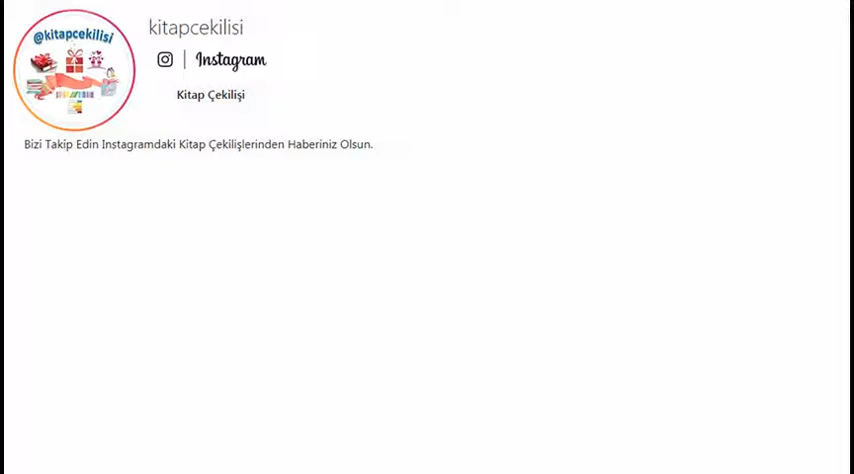 @kitapcekilisi
kitapcekilisi
Instagram
Kitap Çekilişi
Bizi Takip Edin Instagramdaki Kitap Çekilişlerinden Haberiniz Olsun.